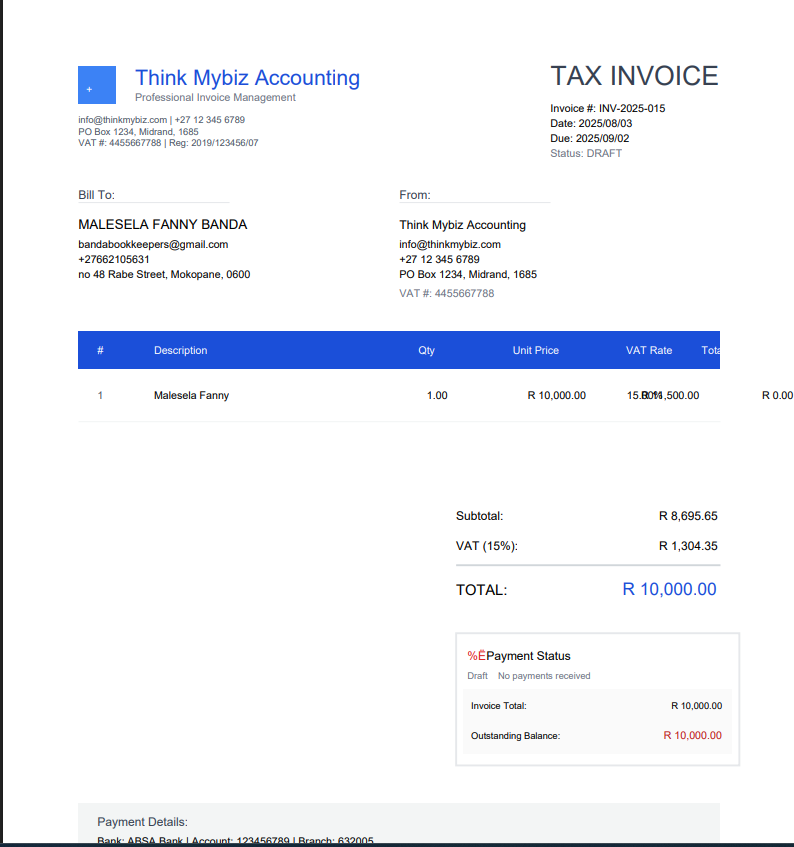 +
Think Mybiz Accounting
Professional Invoice Management
info@thinkmybiz.com | +27 12 345 6789
PO Box 1234, Midrand, 1685
VAT #: 4455667788 | Reg: 2019/123456/07
TAX INVOICE
Invoice #: INV-2025-015
Date: 2025/08/03
Due: 2025/09/02
Status: DRAFT
Bill To:
MALESELA FANNY BANDA
bandabookkeepers@gmail.com
+27662105631
no 48 Rabe Street, Mokopane, 0600
From:
Think Mybiz Accounting
info@thinkmybiz.com
+27 12 345 6789
PO Box 1234, Midrand, 1685
VAT #: 4455667788
# Description Qty Unit Price VAT Rate Tota
1 Malesela Fanny 1.00 R 10,000.00 R 0.00
Subtotal: R 8,695.65
VAT (15%): R 1,304.35
TOTAL: R 10,000.00
%ËPayment Status
Draft No payments received
Invoice Total: R 10,000.00
Outstanding Balance: R 10,000.00
Payment Details:
Bank: ABSA Bank | Account: 123456789 | Branch: 632005